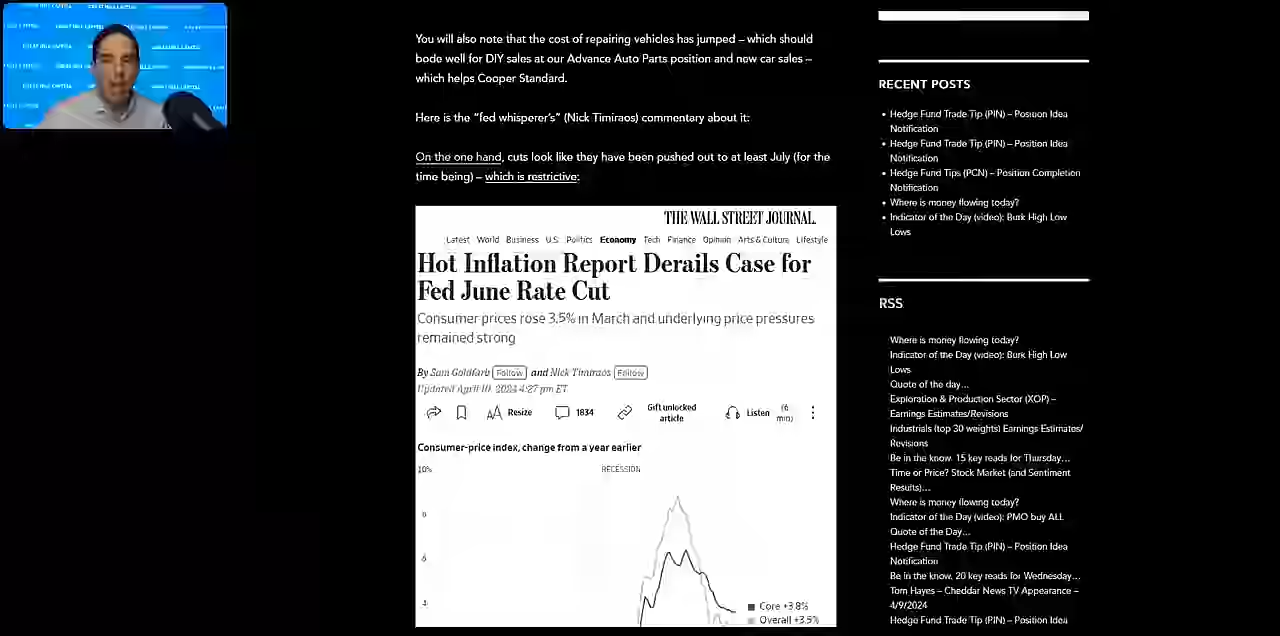 You will also note that the cost of repairing vehicles has jumped – which should
bode well for DIY sales at our Advance Auto Parts position and new car sales –
which helps Cooper Standard.
Here is the "fed whisperer's" (Nick Timiraos) commentary about it:
On the one hand, cuts look like they have been pushed out to at least July (for the
time being) – which is restrictive:
THE WALL STREET JOURNAL.
Latest World Business U.S. Politics Economy Tech Finance Opinion Arts & Culture Lifestyle
Hot Inflation Report Derails Case for
Fed June Rate Cut
Consumer prices rose 3.5% in March and underlying price pressures
remained strong
By Sam Goldfarb Follow and Nick Timiraos Follow
Updated April 10, 2024 4:27 pm ET
Resize 1834 Gift unlocked
article
Listen (6
min)
Consumer-price index, change from a year earlier
10%
RECESSION
8
6
4
Core +3.8%
Overall +3.5%
RECENT POSTS
• Hedge Fund Trade Tip (PIN) – Position Idea
Notification
• Hedge Fund Trade Tip (PIN) – Position Idea
Notification
• Hedge Fund Tips (PCN) – Position Completion
Notification
• Where is money flowing today?
• Indicator of the Day (video): Burk High Low
Lows
RSS
Where is money flowing today?
Indicator of the Day (video): Burk High Low
Lows
Quote of the day…
Exploration & Production Sector (XOP) –
Earnings Estimates/Revisions
Industrials (top 30 weights) Earnings Estimates/
Revisions
Be in the know. 15 key reads for Thursday…
Time or Price? Stock Market (and Sentiment
Results)…
Where is money flowing today?
Indicator of the Day (video): PMO buy ALL
Quote of the Day…
Hedge Fund Trade Tip (PIN) – Position Idea
Notification
Be in the know. 20 key reads for Wednesday…
Tom Hayes – Cheddar News TV Appearance –
4/9/2024
Hedge Fund Trade Tip (PIN) – Position Idea